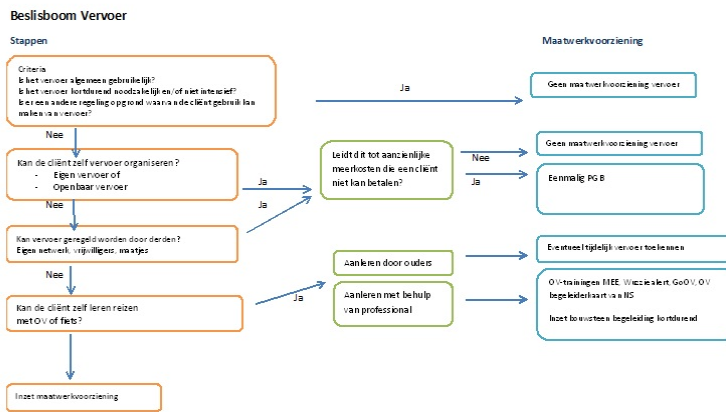 Beslisboom Vervoer
Stappen
Maatwerkvoorziening
Criteria
Is het vervoer algemeen gebruikelijk?
Is het vervoer kortdurend noodzakelijk en/of niet intensief?
Is er een andere regeling op grond waarvan de cliënt gebruik kan
maken van vervoer?
Ja
Geen maatwerkvoorziening vervoer
Nee
Kan de cliënt zelf vervoer organiseren?
- Eigen vervoer of
- Openbaar vervoer
Ja
Ja
Leidt dit tot aanzienlijke
meerkosten die een cliënt
niet kan betalen?
Nee
Ja
Geen maatwerkvoorziening vervoer
Eenmalig PGB
Nee
Kan vervoer geregeld worden door derden?
Eigen netwerk, vrijwilligers, maatjes
Nee
Kan de cliënt zelf leren reizen
met OV of fiets?
Ja
Aanleren door ouders
Aanleren met behulp
van professional
Eventueel tijdelijk vervoer toekennen
OV-trainingen MEE, GoOV, OV
begeleiderkaart van NS
Inzet bouwsteen begeleiding kortdurend
Inzet maatwerkvoorziening